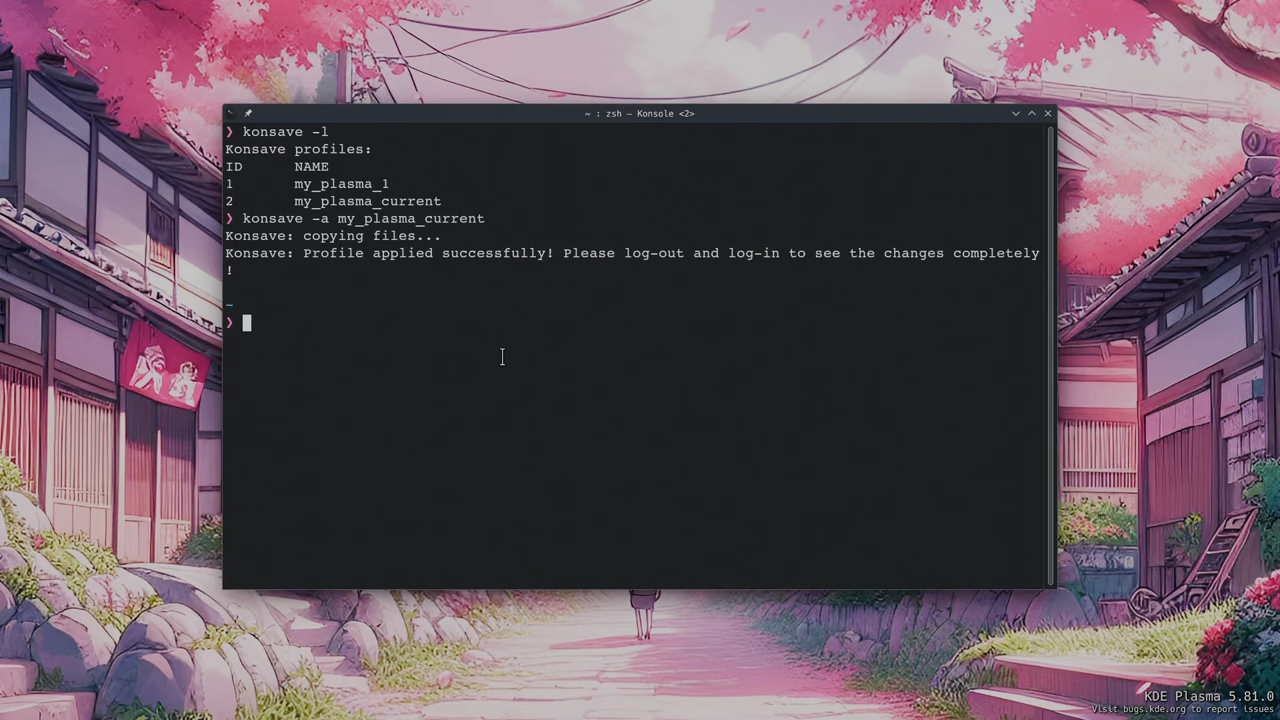 ~ : zsh — Konsole <2>
❯ konsave -l
Konsave profiles:
ID      NAME
1       my_plasma_1
2       my_plasma_current
❯ konsave -a my_plasma_current
Konsave: copying files...
Konsave: Profile applied successfully! Please log-out and log-in to see the changes completely
!
~
❯
KDE Plasma 5.81.0
Visit bugs.kde.org to report issues